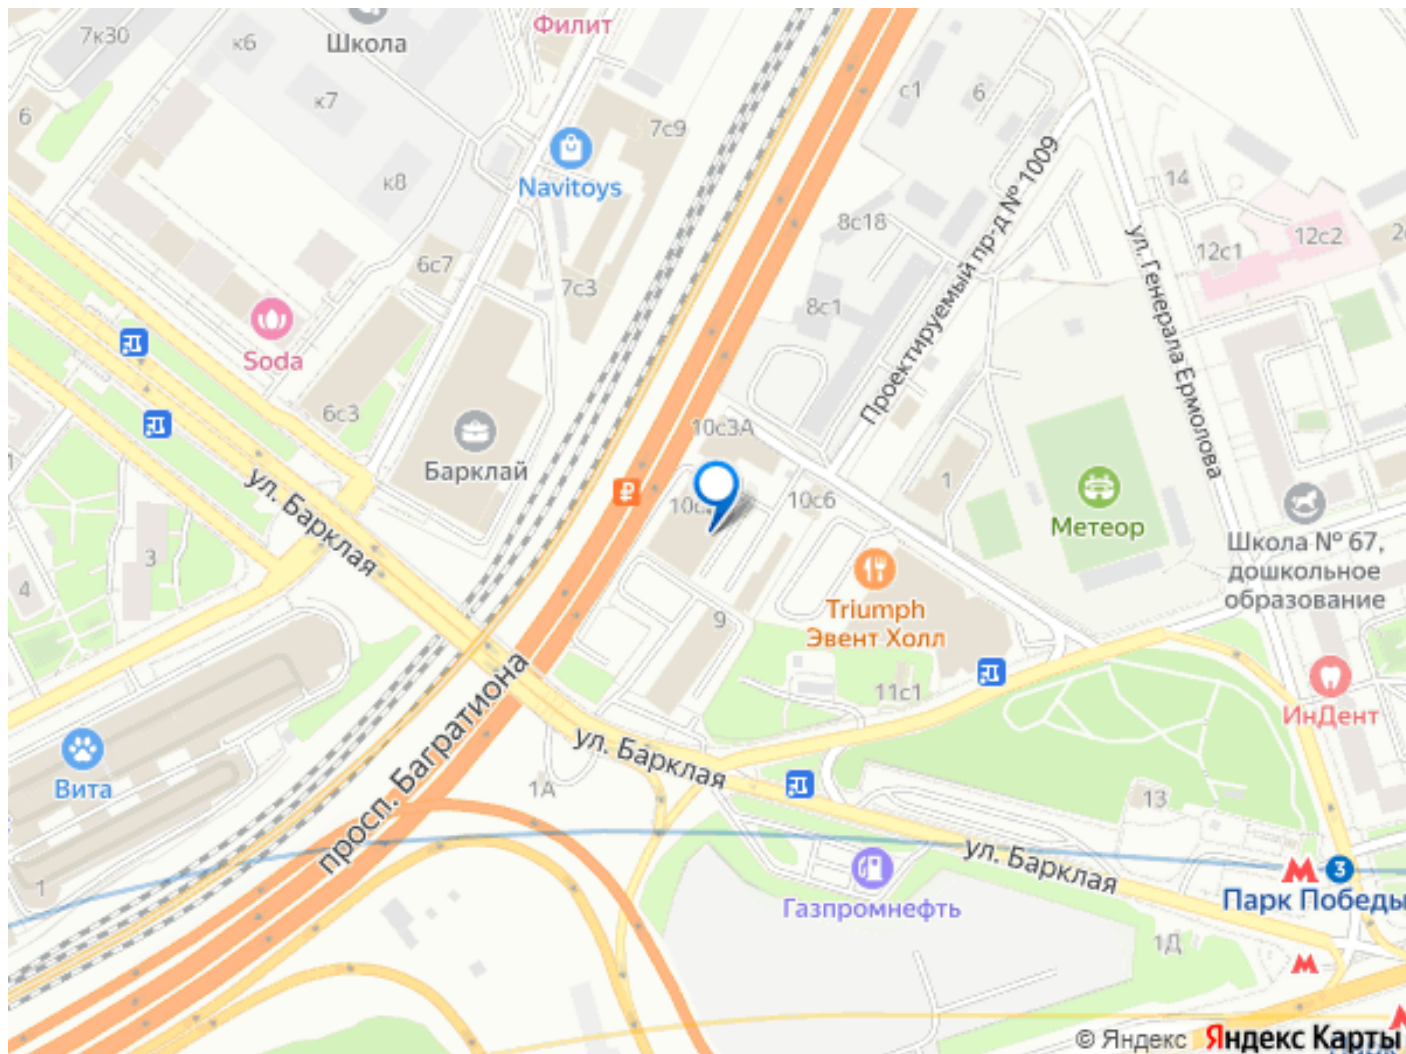 7к30
к6
Школа
Филит
6
к7
7с9
с1
6
к8
Navitoys
Проектируемый пр-д № 1009
14
8с18
ул. Генерала Ермолова
12с1
12с2
6с7
7с3
8с1
Soda
6с3
10с3А
Барклай
ул. Барклая
10с6
1
Метеор
Школа № 67,
дошкольное
образование
3
4
Triumph
Эвент Холл
9
11с1
ИнДент
просп. Багратиона
ул. Барклая
Вита
1А
13
ул. Барклая
3
Парк Победы
1
Газпромнефть
1Д
© Яндекс Яндекс Карты